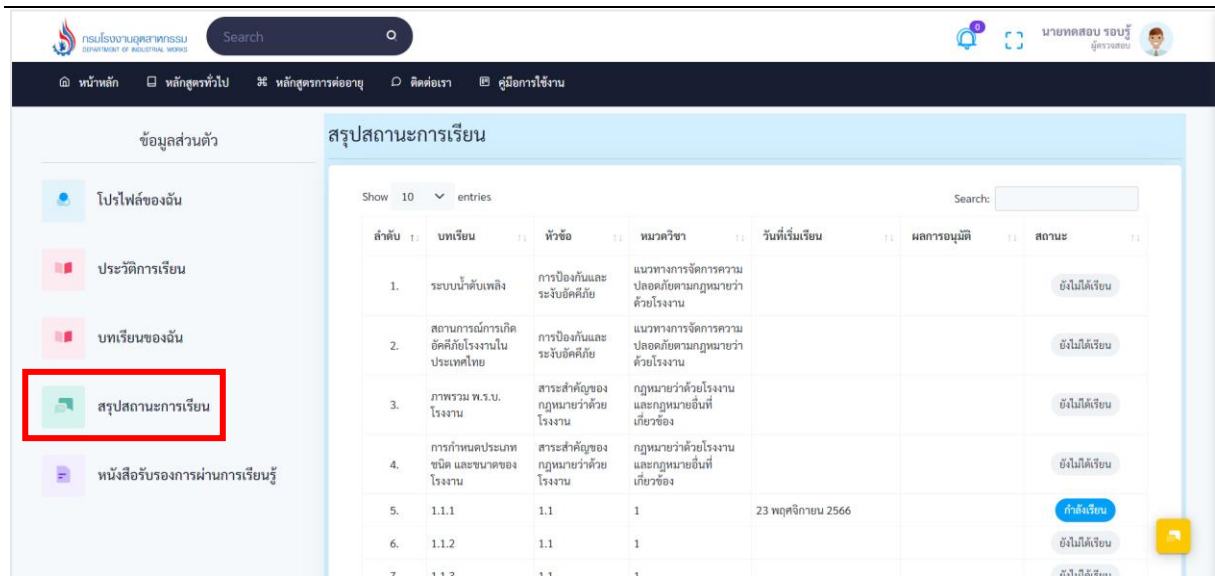 กรมโรงงานอุตสาหกรรม
DEPARTMENT OF INDUSTRIAL WORKS
Search
0
นายทดสอบ รอบรู้
ผู้ตรวจสอบ
หน้าหลัก หลักสูตรทั่วไป หลักสูตรการต่ออายุ ติดต่อเรา คู่มือการใช้งาน
ข้อมูลส่วนตัว
โปรไฟล์ของฉัน
ประวัติการเรียน
บทเรียนของฉัน
สรุปสถานะการเรียน
หนังสือรับรองการผ่านการเรียนรู้
สรุปสถานะการเรียน
Show 10 entries
Search:
ลำดับ บทเรียน หัวข้อ หมวดวิชา วันที่เริ่มเรียน ผลการอนุมัติ สถานะ
1.
ระบบน้ำดับเพลิง
การป้องกันและ
ระงับอัคคีภัย
แนวทางการจัดการความ
ปลอดภัยตามกฎหมายว่า
ด้วยโรงงาน
ยังไม่ได้เรียน
2.
สถานการณ์การเกิด
อัคคีภัยโรงงานใน
ประเทศไทย
การป้องกันและ
ระงับอัคคีภัย
แนวทางการจัดการความ
ปลอดภัยตามกฎหมายว่า
ด้วยโรงงาน
ยังไม่ได้เรียน
3.
ภาพรวม พ.ร.บ.
โรงงาน
สาระสำคัญของ
กฎหมายว่าด้วย
โรงงาน
กฎหมายว่าด้วยโรงงาน
และกฎหมายอื่นที่
เกี่ยวข้อง
ยังไม่ได้เรียน
4.
การกำหนดประเภท
ชนิด และขนาดของ
โรงงาน
สาระสำคัญของ
กฎหมายว่าด้วย
โรงงาน
กฎหมายว่าด้วยโรงงาน
และกฎหมายอื่นที่
เกี่ยวข้อง
ยังไม่ได้เรียน
5. 1.1.1 1.1 1 23 พฤศจิกายน 2566 กำลังเรียน
6. 1.1.2 1.1 1 ยังไม่ได้เรียน
7. 1.1.3 1.1 1 ยังไม่ได้เรียน